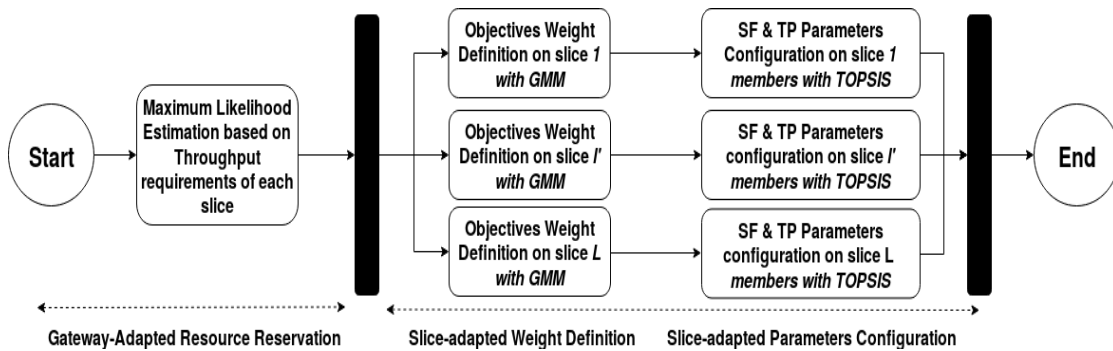 Start
Maximum Likelihood
Estimation based on
Throughput
requirements of each
slice
Objectives Weight
Definition on slice 1
with GMM
SF & TP Parameters
Configuration on slice 1
members with TOPSIS
Objectives Weight
Definition on slice l'
with GMM
SF & TP Parameters
configuration on slice l'
members with TOPSIS
Objectives Weight
Definition on slice L
with GMM
SF & TP Parameters
configuration on slice L
members with TOPSIS
End
Gateway-Adapted Resource Reservation
Slice-adapted Weight Definition
Slice-adapted Parameters Configuration